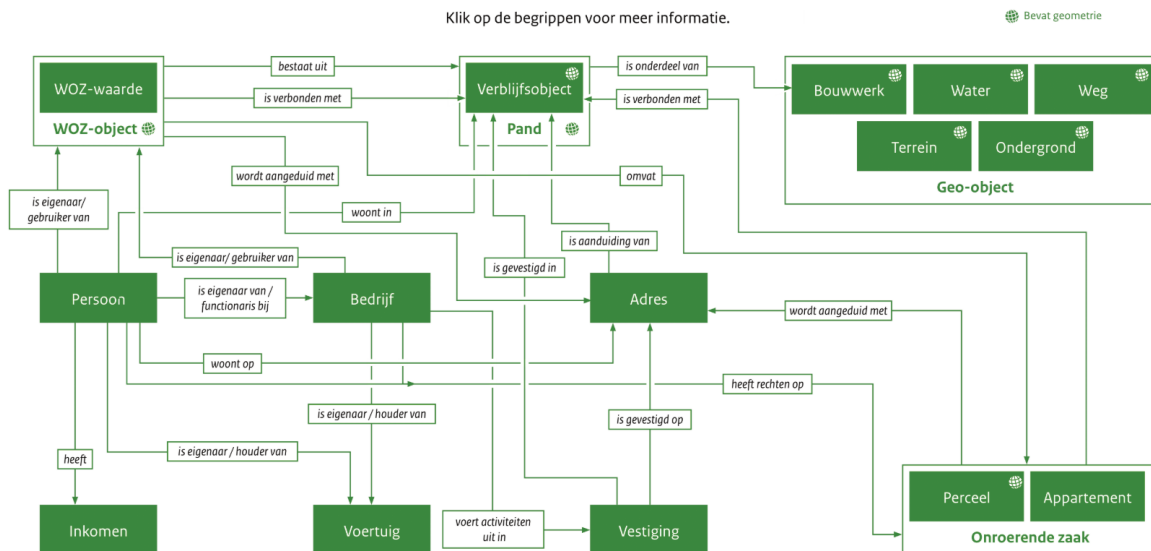 Klik op de begrippen voor meer informatie.
Bevat geometrie
bestaat uit
is onderdeel van
WOZ-waarde
Verblijfsobject
Bouwwerk
Water
Weg
is verbonden met
is verbonden met
WOZ-object
Pand
Terrein
Ondergrond
wordt aangeduid met
omvat
Geo-object
is eigenaar/
gebruiker van
woont in
is aanduiding van
is eigenaar/ gebruiker van
is gevestigd in
Persoon
is eigenaar van /
functionaris bij
Bedrijf
Adres
wordt aangeduid met
woont op
heeft rechten op
is eigenaar / houder van
is gevestigd op
is eigenaar / houder van
heeft
Perceel
Appartement
Inkomen
Voertuig
voert activiteiten
uit in
Vestiging
Onroerende zaak